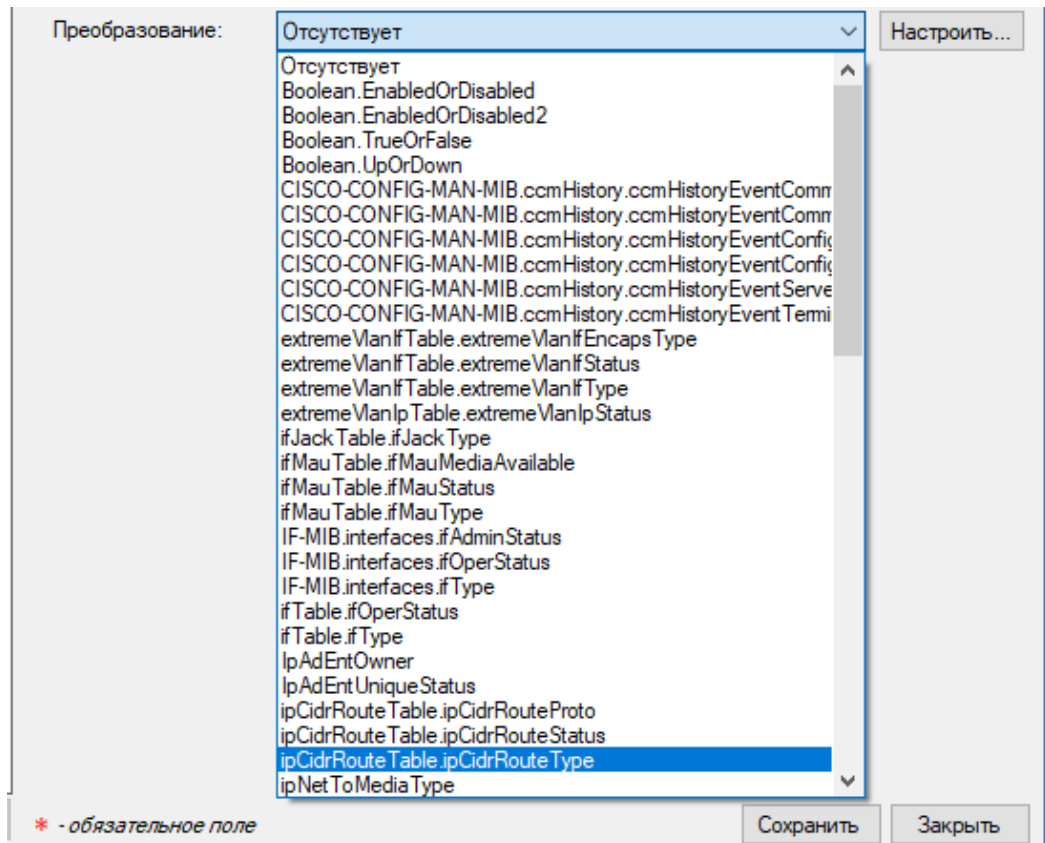 Преобразование: Отсутствует Настроить...
Отсутствует
Boolean.EnabledOrDisabled
Boolean.EnabledOrDisabled2
Boolean.TrueOrFalse
Boolean.UpOrDown
CISCO-CONFIG-MAN-MIB.ccmHistory.ccmHistoryEventComm
CISCO-CONFIG-MAN-MIB.ccmHistory.ccmHistoryEventComm
CISCO-CONFIG-MAN-MIB.ccmHistory.ccmHistoryEventConfig
CISCO-CONFIG-MAN-MIB.ccmHistory.ccmHistoryEventConfig
CISCO-CONFIG-MAN-MIB.ccmHistory.ccmHistoryEventServe
CISCO-CONFIG-MAN-MIB.ccmHistory.ccmHistoryEventTermi
extremeVlanIfTable.extremeVlanIfEncapsType
extremeVlanIfTable.extremeVlanIfStatus
extremeVlanIfTable.extremeVlanIfType
extremeVlanIpTable.extremeVlanIpStatus
ifJackTable.ifJackType
ifMauTable.ifMauMediaAvailable
ifMauTable.ifMauStatus
ifMauTable.ifMauType
IF-MIB.interfaces.ifAdminStatus
IF-MIB.interfaces.ifOperStatus
IF-MIB.interfaces.ifType
ifTable.ifOperStatus
ifTable.ifType
IpAdEntOwner
IpAdEntUniqueStatus
ipCidrRouteTable.ipCidrRouteProto
ipCidrRouteTable.ipCidrRouteStatus
ipCidrRouteTable.ipCidrRouteType
ipNetToMediaType
* - обязательное поле Сохранить Закрыть